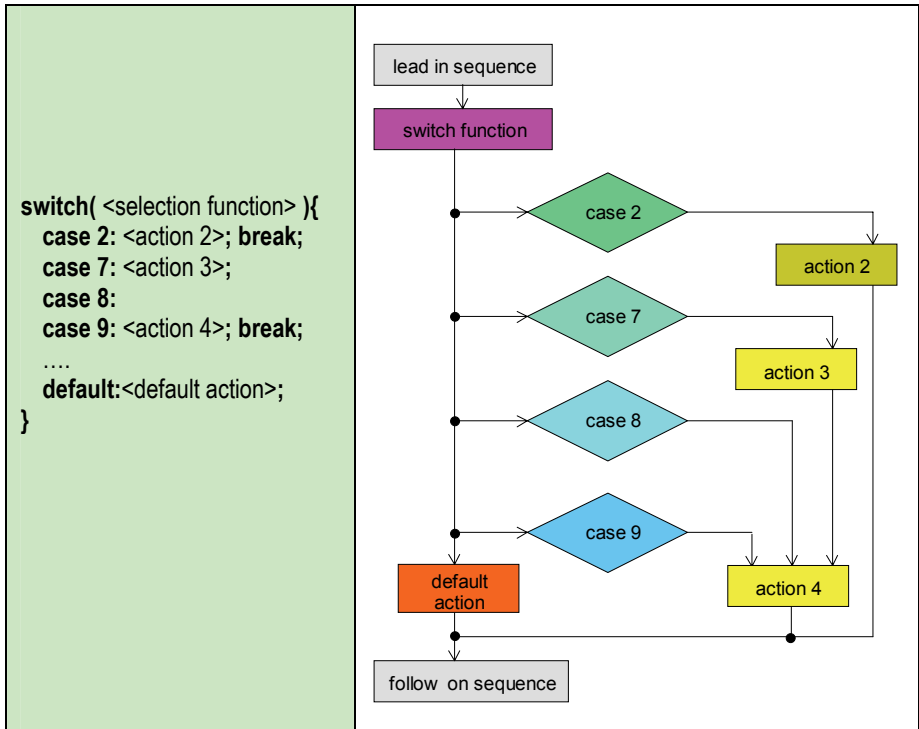 switch( <selection function> ){
case 2: <action 2>; break;
case 7: <action 3>;
case 8:
case 9: <action 4>; break;
….
default:<default action>;
}
lead in sequence
switch function
case 2
action 2
case 7
action 3
case 8
case 9
default
action
action 4
follow on sequence